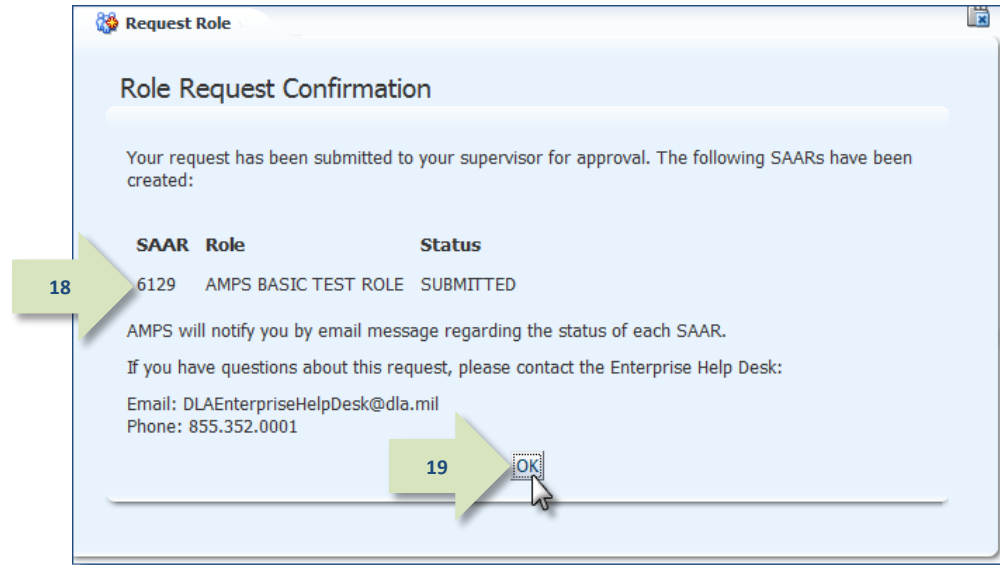 Request Role
Role Request Confirmation
Your request has been submitted to your supervisor for approval. The following SAARs have been
created:
SAAR Role Status
18
6129 AMPS BASIC TEST ROLE SUBMITTED
AMPS will notify you by email message regarding the status of each SAAR.
If you have questions about this request, please contact the Enterprise Help Desk:
Email: DLAEnterpriseHelpDesk@dla.mil
Phone: 855.352.0001
19
OK